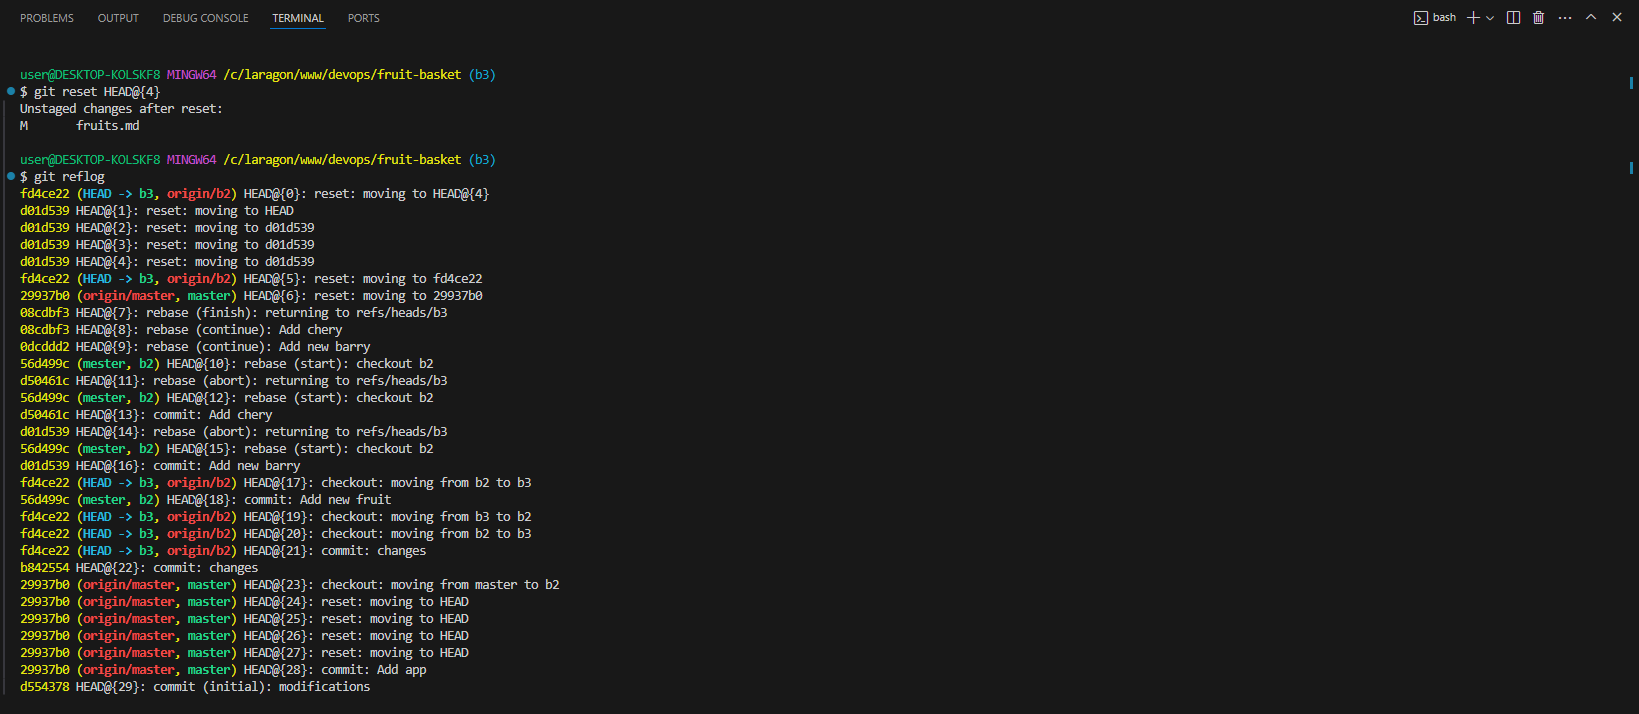 PROBLEMS OUTPUT DEBUG CONSOLE TERMINAL PORTS bash
user@DESKTOP-KOLSKF8 MINGW64 /c/laragon/www/devops/fruit-basket (b3)
$ git reset HEAD@{4}
Unstaged changes after reset:
M fruits.md
user@DESKTOP-KOLSKF8 MINGW64 /c/laragon/www/devops/fruit-basket (b3)
$ git reflog
fd4ce22 (HEAD -> b3, origin/b2) HEAD@{0}: reset: moving to HEAD@{4}
d01d539 HEAD@{1}: reset: moving to HEAD
d01d539 HEAD@{2}: reset: moving to d01d539
d01d539 HEAD@{3}: reset: moving to d01d539
d01d539 HEAD@{4}: reset: moving to d01d539
fd4ce22 (HEAD -> b3, origin/b2) HEAD@{5}: reset: moving to fd4ce22
29937b0 (origin/master, master) HEAD@{6}: reset: moving to 29937b0
08cdbf3 HEAD@{7}: rebase (finish): returning to refs/heads/b3
08cdbf3 HEAD@{8}: rebase (continue): Add chery
0dcddd2 HEAD@{9}: rebase (continue): Add new barry
56d499c (mester, b2) HEAD@{10}: rebase (start): checkout b2
d50461c HEAD@{11}: rebase (abort): returning to refs/heads/b3
56d499c (mester, b2) HEAD@{12}: rebase (start): checkout b2
d50461c HEAD@{13}: commit: Add chery
d01d539 HEAD@{14}: rebase (abort): returning to refs/heads/b3
56d499c (mester, b2) HEAD@{15}: rebase (start): checkout b2
d01d539 HEAD@{16}: commit: Add new barry
fd4ce22 (HEAD -> b3, origin/b2) HEAD@{17}: checkout: moving from b2 to b3
56d499c (mester, b2) HEAD@{18}: commit: Add new fruit
fd4ce22 (HEAD -> b3, origin/b2) HEAD@{19}: checkout: moving from b3 to b2
fd4ce22 (HEAD -> b3, origin/b2) HEAD@{20}: checkout: moving from b2 to b3
fd4ce22 (HEAD -> b3, origin/b2) HEAD@{21}: commit: changes
b842554 HEAD@{22}: commit: changes
29937b0 (origin/master, master) HEAD@{23}: checkout: moving from master to b2
29937b0 (origin/master, master) HEAD@{24}: reset: moving to HEAD
29937b0 (origin/master, master) HEAD@{25}: reset: moving to HEAD
29937b0 (origin/master, master) HEAD@{26}: reset: moving to HEAD
29937b0 (origin/master, master) HEAD@{27}: reset: moving to HEAD
29937b0 (origin/master, master) HEAD@{28}: commit: Add app
d554378 HEAD@{29}: commit (initial): modifications